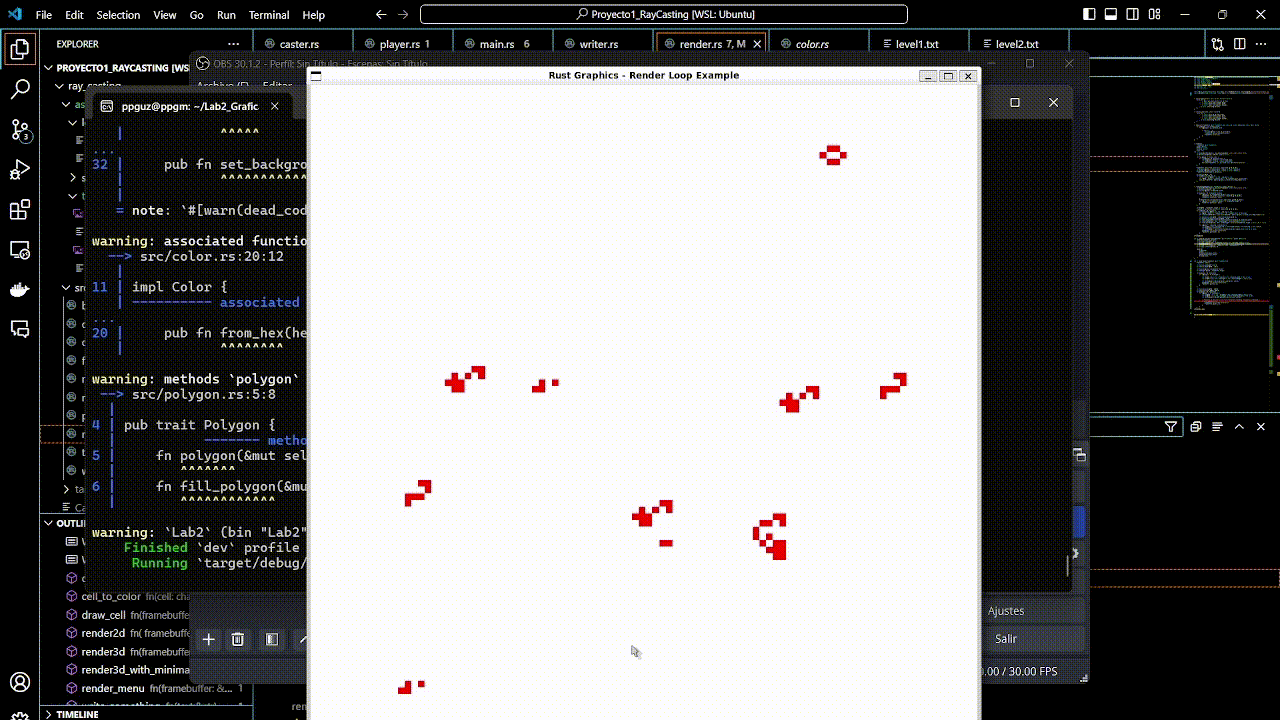 File Edit Selection View Go Run Terminal Help
Proyecto1_RayCasting [WSL: Ubuntu]
EXPLORER
caster.rs
player.rs 1
main.rs 6
writer.rs
render.rs 7, M
color.rs
level1.txt
level2.txt
PROYECTO1_RAYCASTING [WS
OBS 30.1.2 - Perfil: Sin Título - Escenas: Sin Título
Rust Graphics - Render Loop Example
ray_casting
ppguz@ppgm: ~/Lab2_Grafic
^^^^^
...
32 | pub fn set_backgro
^^^^^^^^^^^
= note: `#[warn(dead_cod
warning: associated functio
--> src/color.rs:20:12
11 | impl Color {
---------- associated
...
20 | pub fn from_hex(he
^^^^^^^^
warning: methods `polygon`
--> src/polygon.rs:5:8
4 | pub trait Polygon {
------- metho
5 | fn polygon(&mut sel
^^^^^^^
6 | fn fill_polygon(&mu
^^^^^^^^^^^^
warning: `Lab2` (bin "Lab2"
Finished `dev` profile
Running `target/debug/
OUTLI
cell_to_color fn(cell: cha
draw_cell fn(framebuffer
render2d fn( framebuffe
render3d fn(framebuffer
render3d_with_minima
render_menu fn(framebuffer: &... 1
TIMELINE
Ajustes
Salir
.00 / 30.00 FPS
3